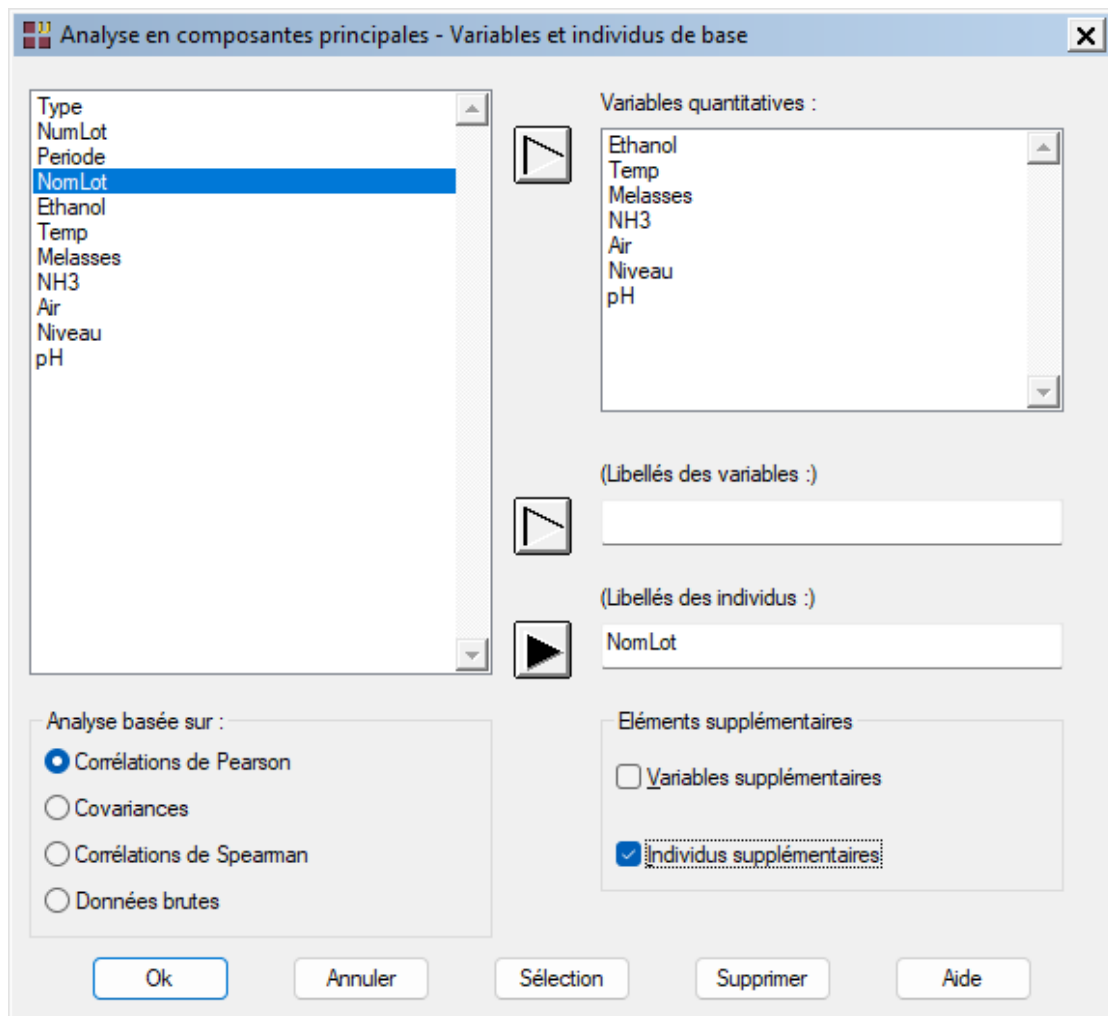 Analyse en composantes principales - Variables et individus de base
Type
NumLot
Periode
NomLot
Ethanol
Temp
Melasses
NH3
Air
Niveau
pH
Variables quantitatives :
Ethanol
Temp
Melasses
NH3
Air
Niveau
pH
(Libellés des variables :)
(Libellés des individus :)
NomLot
Analyse basée sur :
Corrélations de Pearson
Covariances
Corrélations de Spearman
Données brutes
Eléments supplémentaires
Variables supplémentaires
Individus supplémentaires
Ok
Annuler
Sélection
Supprimer
Aide